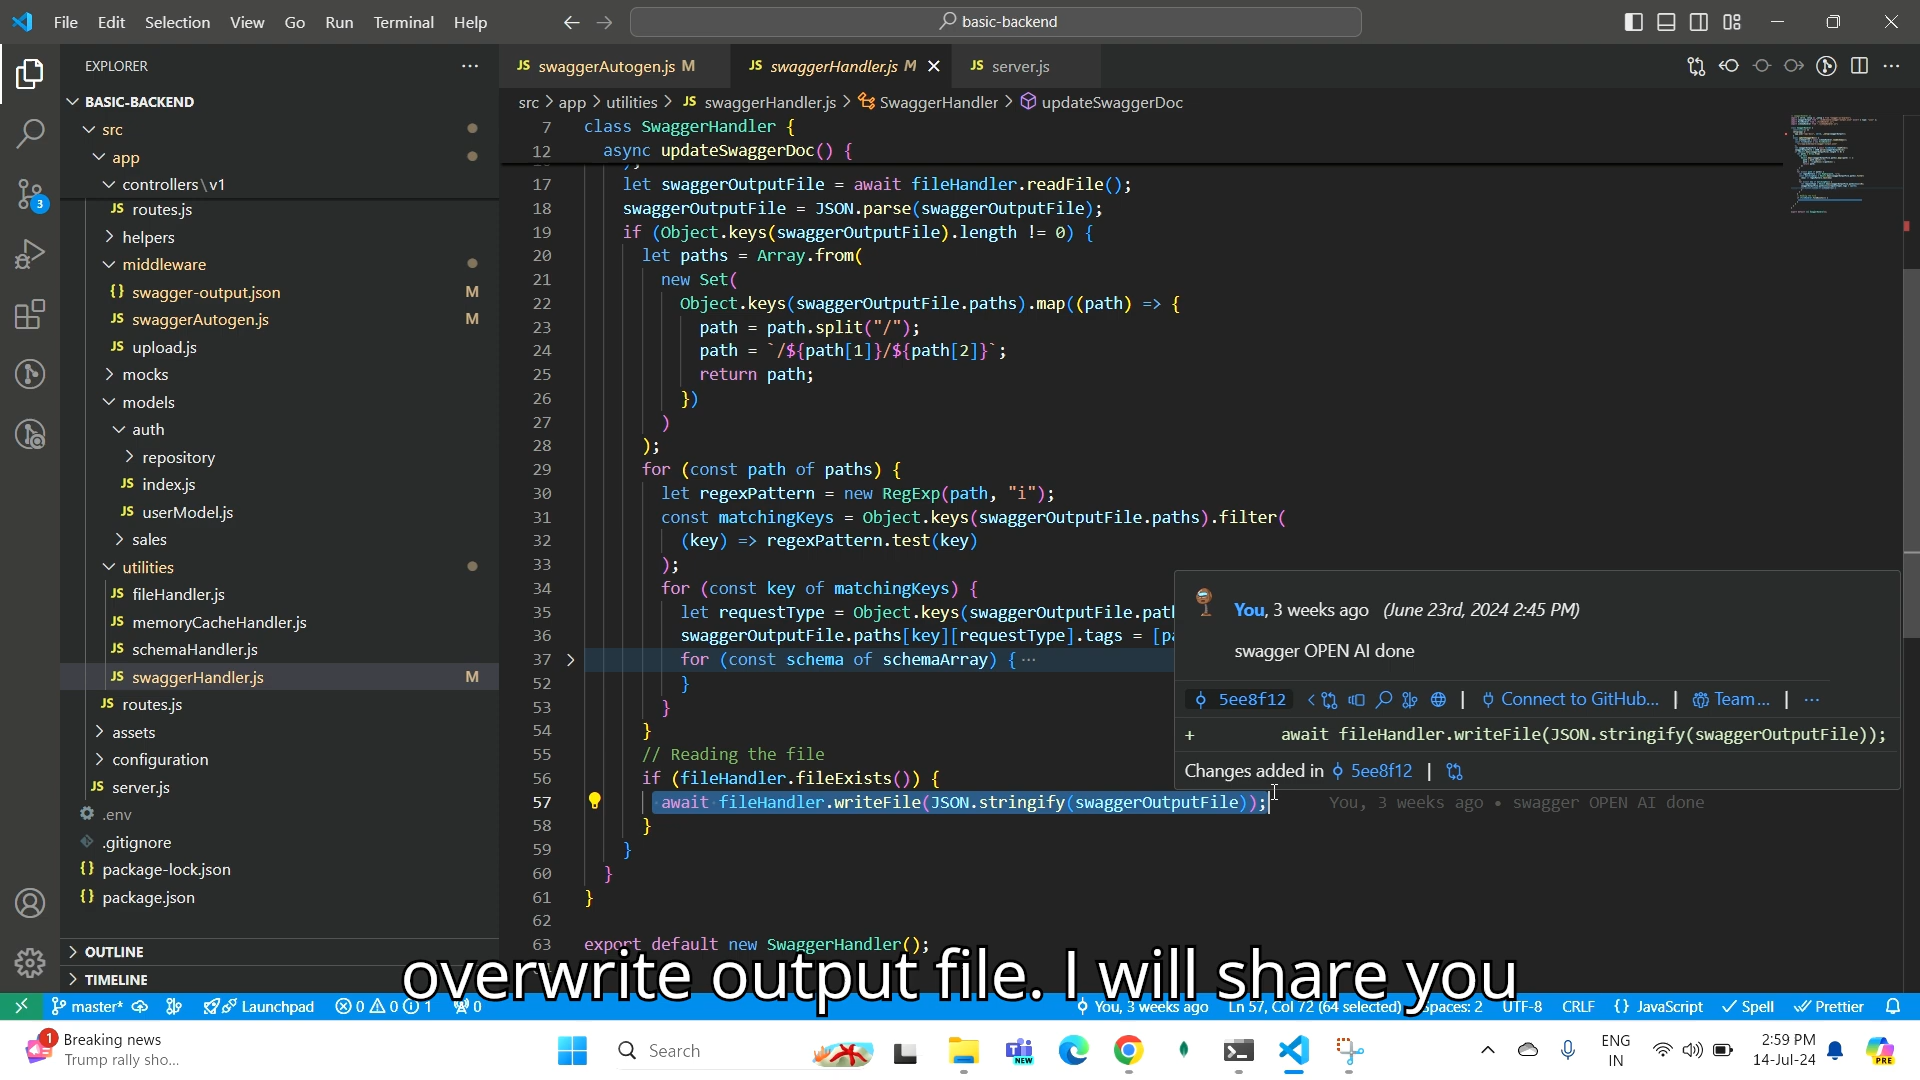 File Edit Selection View Go Run Terminal Help
basic-backend
EXPLORER
BASIC-BACKEND
src
app
controllers\v1
routes.js
helpers
middleware
swagger-output.json M
swaggerAutogen.js M
upload.js
mocks
models
auth
repository
index.js
userModel.js
sales
utilities
fileHandler.js
memoryCacheHandler.js
schemaHandler.js
swaggerHandler.js M
routes.js
assets
configuration
server.js
.env
.gitignore
package-lock.json
package.json
OUTLINE
TIMELINE
3
JS swaggerAutogen.js M
JS swaggerHandler.js M
JS server.js
src > app > utilities > JS swaggerHandler.js > SwaggerHandler > updateSwaggerDoc
7 class SwaggerHandler {
12 async updateSwaggerDoc() {
17 let swaggerOutputFile = await fileHandler.readFile();
18 swaggerOutputFile = JSON.parse(swaggerOutputFile);
19 if (Object.keys(swaggerOutputFile).length != 0) {
20 let paths = Array.from(
21 new Set(
22 Object.keys(swaggerOutputFile.paths).map((path) => {
23 path = path.split("/");
24 path = `/${path[1]}/${path[2]}`;
25 return path;
26 })
27 )
28 );
29 for (const path of paths) {
30 let regexPattern = new RegExp(path, "i");
31 const matchingKeys = Object.keys(swaggerOutputFile.paths).filter(
32 (key) => regexPattern.test(key)
33 );
34 for (const key of matchingKeys) {
35 let requestType = Object.keys(swaggerOutputFile.pat
36 swaggerOutputFile.paths[key][requestType].tags = [pa
37 for (const schema of schemaArray) { ⋯
52 }
53 }
54 }
55 // Reading the file
56 if (fileHandler.fileExists()) {
57 await fileHandler.writeFile(JSON.stringify(swaggerOutputFile)); You, 3 weeks ago • swagger OPEN AI done
58 }
59 }
60 }
61 }
62
63 export default new SwaggerHandler();
You, 3 weeks ago (June 23rd, 2024 2:45 PM)
swagger OPEN AI done
5ee8f12 | Connect to GitHub... | Team... | ...
+ await fileHandler.writeFile(JSON.stringify(swaggerOutputFile));
Changes added in 5ee8f12 |
overwrite output file. I will share you
master* Launchpad 0 0 1 0 You, 3 weeks ago Ln 57, Col 72 (64 selected) Spaces: 2 UTF-8 CRLF {} JavaScript Spell Prettier
1 Breaking news
Trump rally sho...
Search
NEW
ENG
IN
2:59 PM
14-Jul-24
PRE